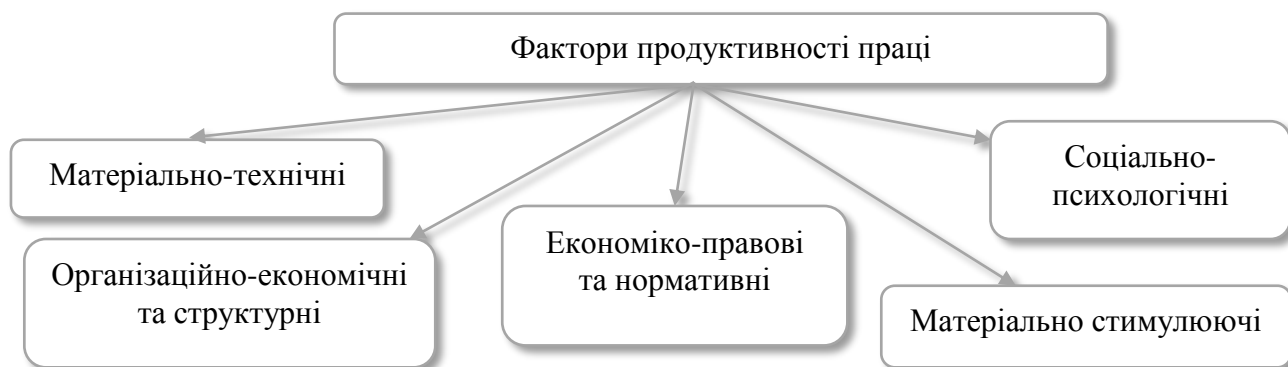 Фактори продуктивності праці
Матеріально-технічні
Соціально-
психологічні
Організаційно-економічні
та структурні
Економіко-правові
та нормативні
Матеріально стимулюючі